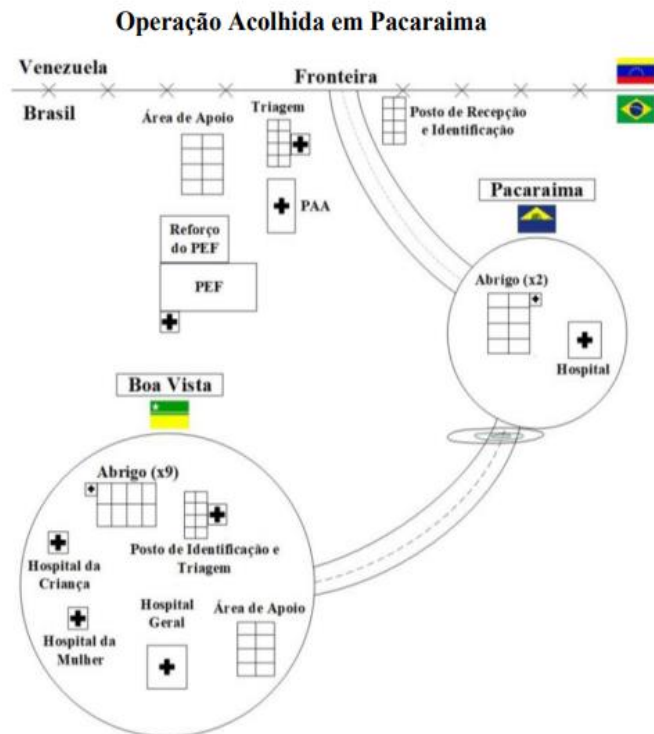 Operação Acolhida em Pacaraima
Venezuela
Fronteira
Brasil
Área de Apoio
Triagem
Posto de Recepção
e Identificação
PAA
Reforço
do PEF
PEF
Pacaraima
Abrigo (x2)
Hospital
Boa Vista
Abrigo (x9)
Posto de Identificação e
Triagem
Hospital da
Criança
Hospital da
Mulher
Hospital
Geral
Área de Apoio